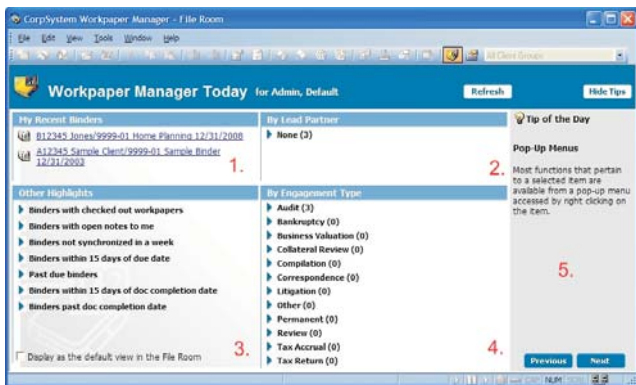 CorpSystem Workpaper Manager - File Room
File Edit View Tools Window Help
All Client Groups
Workpaper Manager Today for Admin, Default
Refresh
Hide Tips
My Recent Binders
B12345 Jones/9999-01 Home Planning 12/31/2008
A12345 Sample Client/9999-01 Sample Binder
12/31/2003
1.
By Lead Partner
None (3)
2.
Other Highlights
Binders with checked out workpapers
Binders with open notes to me
Binders not synchronized in a week
Binders within 15 days of due date
Past due binders
Binders within 15 days of doc completion date
Binders past doc completion date
Display as the default view in the File Room
3.
By Engagement Type
Audit (3)
Bankruptcy (0)
Business Valuation (0)
Collateral Review (0)
Compilation (0)
Correspondence (0)
Litigation (0)
Other (0)
Permanent (0)
Review (0)
Tax Accrual (0)
Tax Return (0)
4.
Tip of the Day
Pop-Up Menus
Most functions that pertain
to a selected item are
available from a pop-up menu
accessed by right clicking on
the item.
5.
Previous
Next
CAP NUM